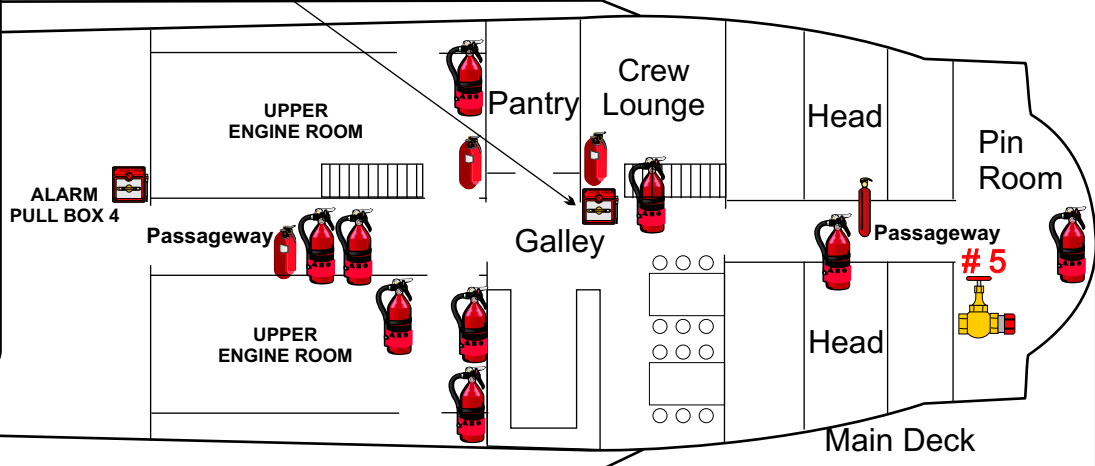 UPPER
ENGINE ROOM
Pantry
Crew
Lounge
Head
Pin
Room
ALARM
PULL BOX 4
Passageway
Galley
Passageway
# 5
UPPER
ENGINE ROOM
Head
Main Deck